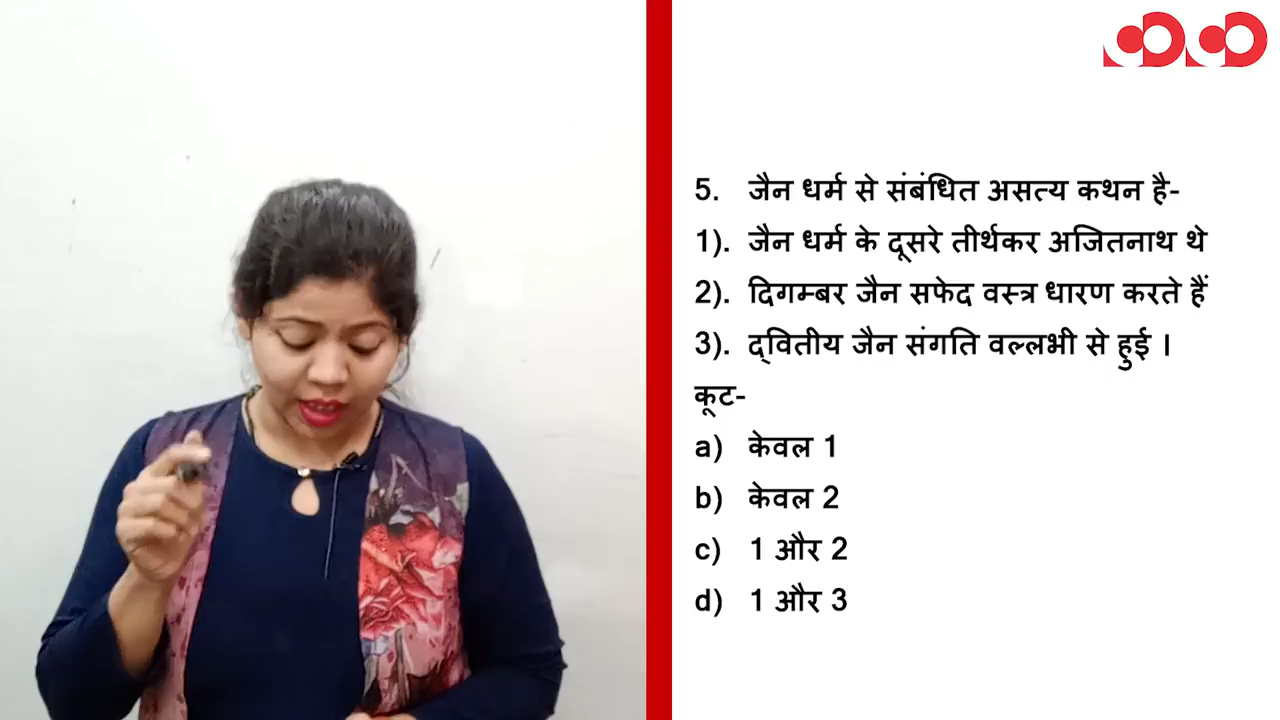 5. जैन धर्म से संबंधित असत्य कथन है-
1). जैन धर्म के दूसरे तीर्थकर अजितनाथ थे
2). दिगम्बर जैन सफेद वस्त्र धारण करते हैं
3). द्वितीय जैन संगति वल्लभी से हुई ।
कूट-
a) केवल 1
b) केवल 2
c) 1 और 2
d) 1 और 3